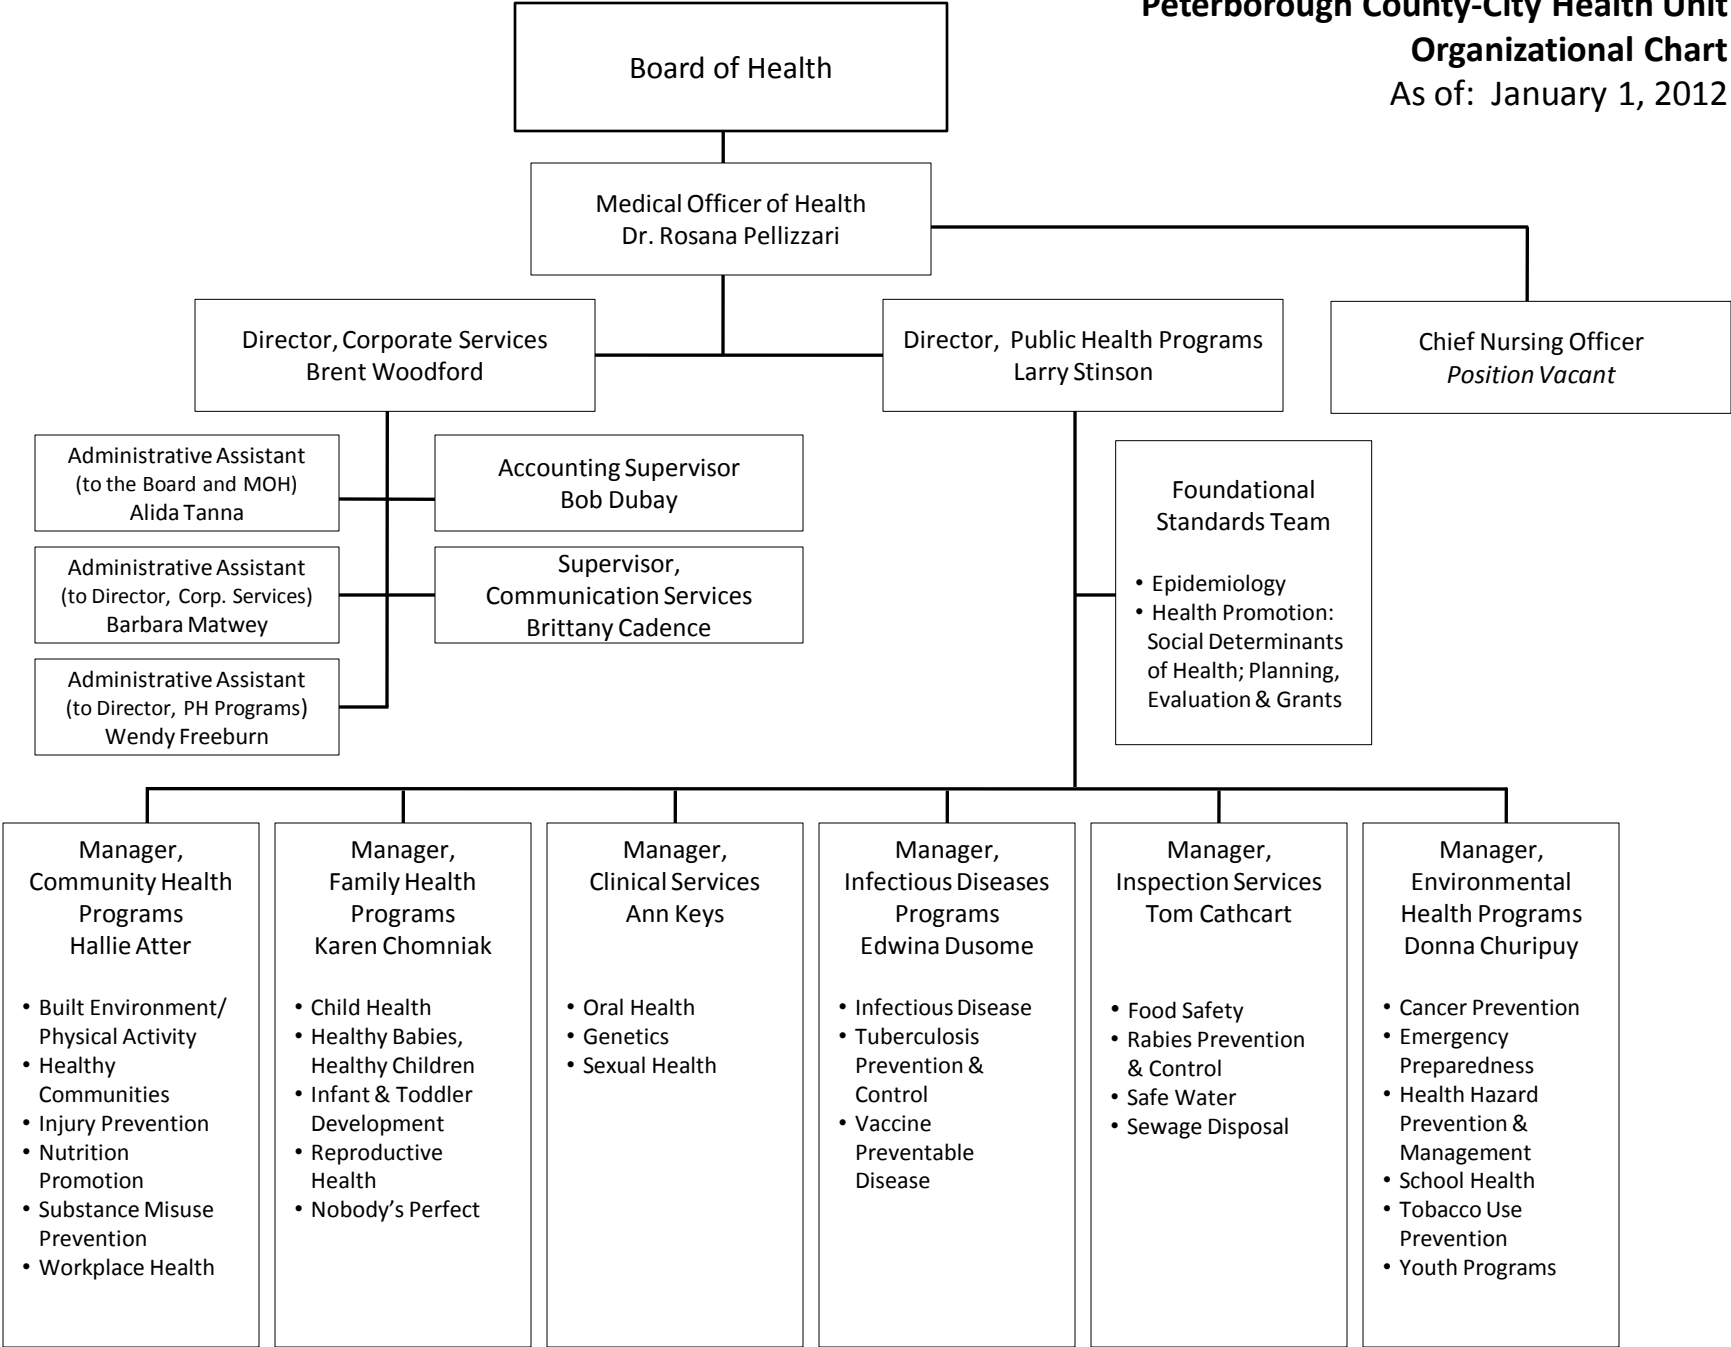 Peterborough County-City Health Unit
Organizational Chart
As of: January 1, 2012
Board of Health
Medical Officer of Health
Dr. Rosana Pellizzari
Director, Corporate Services
Brent Woodford
Director, Public Health Programs
Larry Stinson
Chief Nursing Officer
Position Vacant
Administrative Assistant
(to the Board and MOH)
Alida Tanna
Accounting Supervisor
Bob Dubay
Administrative Assistant
(to Director, Corp. Services)
Barbara Matwey
Supervisor,
Communication Services
Brittany Cadence
Administrative Assistant
(to Director, PH Programs)
Wendy Freeburn
Foundational
Standards Team
• Epidemiology
• Health Promotion:
Social Determinants
of Health; Planning,
Evaluation & Grants
Manager,
Community Health
Programs
Hallie Atter
• Built Environment/
Physical Activity
• Healthy
Communities
• Injury Prevention
• Nutrition
Promotion
• Substance Misuse
Prevention
• Workplace Health
Manager,
Family Health
Programs
Karen Chomniak
• Child Health
• Healthy Babies,
Healthy Children
• Infant & Toddler
Development
• Reproductive
Health
• Nobody's Perfect
Manager,
Clinical Services
Ann Keys
• Oral Health
• Genetics
• Sexual Health
Manager,
Infectious Diseases
Programs
Edwina Dusome
• Infectious Disease
• Tuberculosis
Prevention &
Control
• Vaccine
Preventable
Disease
Manager,
Inspection Services
Tom Cathcart
• Food Safety
• Rabies Prevention
& Control
• Safe Water
• Sewage Disposal
Manager,
Environmental
Health Programs
Donna Churipuy
• Cancer Prevention
• Emergency
Preparedness
• Health Hazard
Prevention &
Management
• School Health
• Tobacco Use
Prevention
• Youth Programs